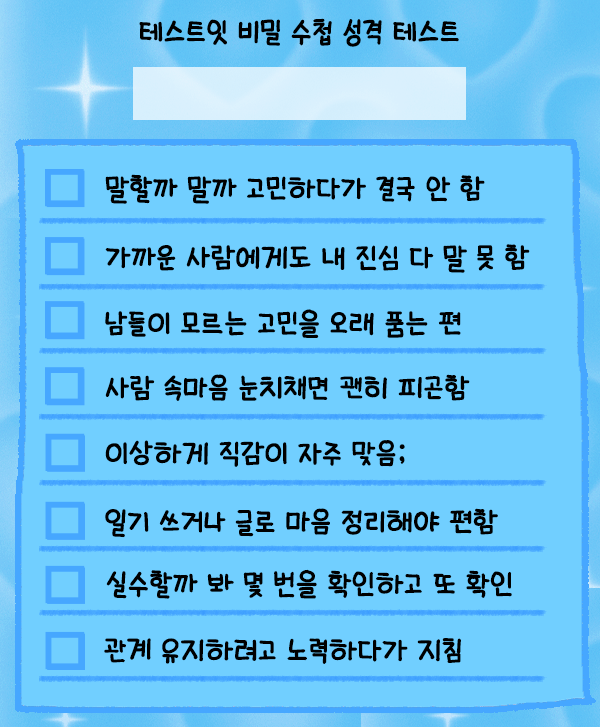 테스트잇 비밀 수첩 성격 테스트
말할까 말까 고민하다가 결국 안 함
가까운 사람에게도 내 진심 다 말 못 함
남들이 모르는 고민을 오래 품는 편
사람 속마음 눈치채면 괜히 피곤함
이상하게 직감이 자주 맞음;
일기 쓰거나 글로 마음 정리해야 편함
실수할까 봐 몇 번을 확인하고 또 확인
관계 유지하려고 노력하다가 지침